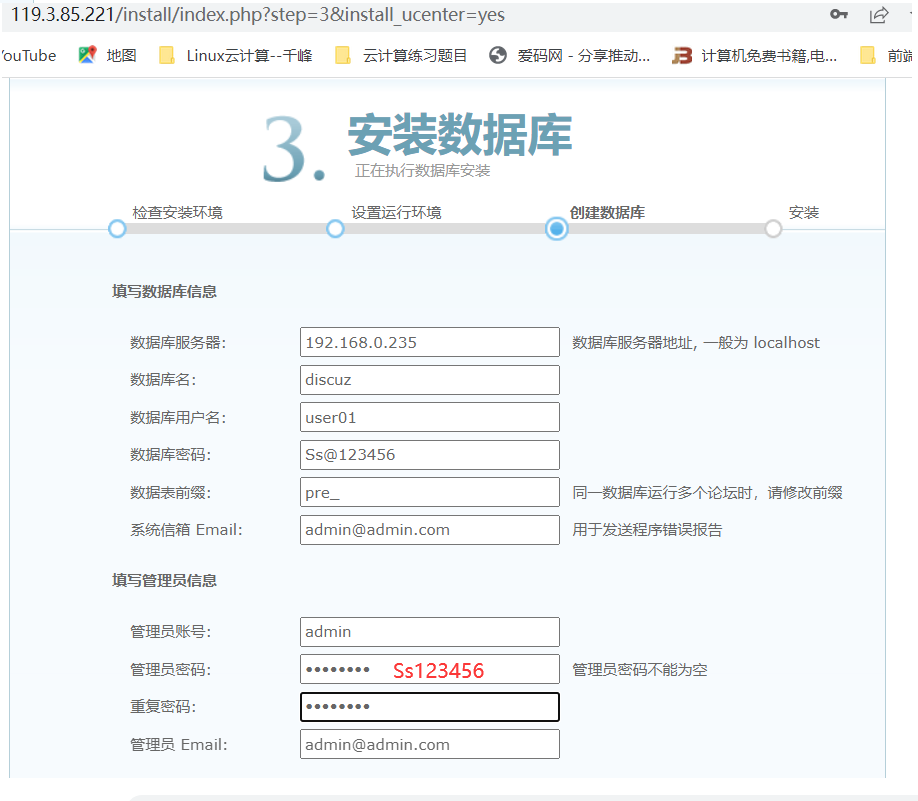 119.3.85.221/install/index.php?step=3&install_ucenter=yes
YouTube 地图 Linux云计算--千峰 云计算练习题目 爱码网 - 分享推动... 计算机免费书籍,电... 前端
3. 安装数据库
正在执行数据库安装
检查安装环境 设置运行环境 创建数据库 安装
填写数据库信息
数据库服务器: 192.168.0.235 数据库服务器地址, 一般为 localhost
数据库名: discuz
数据库用户名: user01
数据库密码: Ss@123456
数据表前缀: pre_ 同一数据库运行多个论坛时，请修改前缀
系统信箱 Email: admin@admin.com 用于发送程序错误报告
填写管理员信息
管理员账号: admin
管理员密码: •••••••• Ss123456 管理员密码不能为空
重复密码: ••••••••
管理员 Email: admin@admin.com